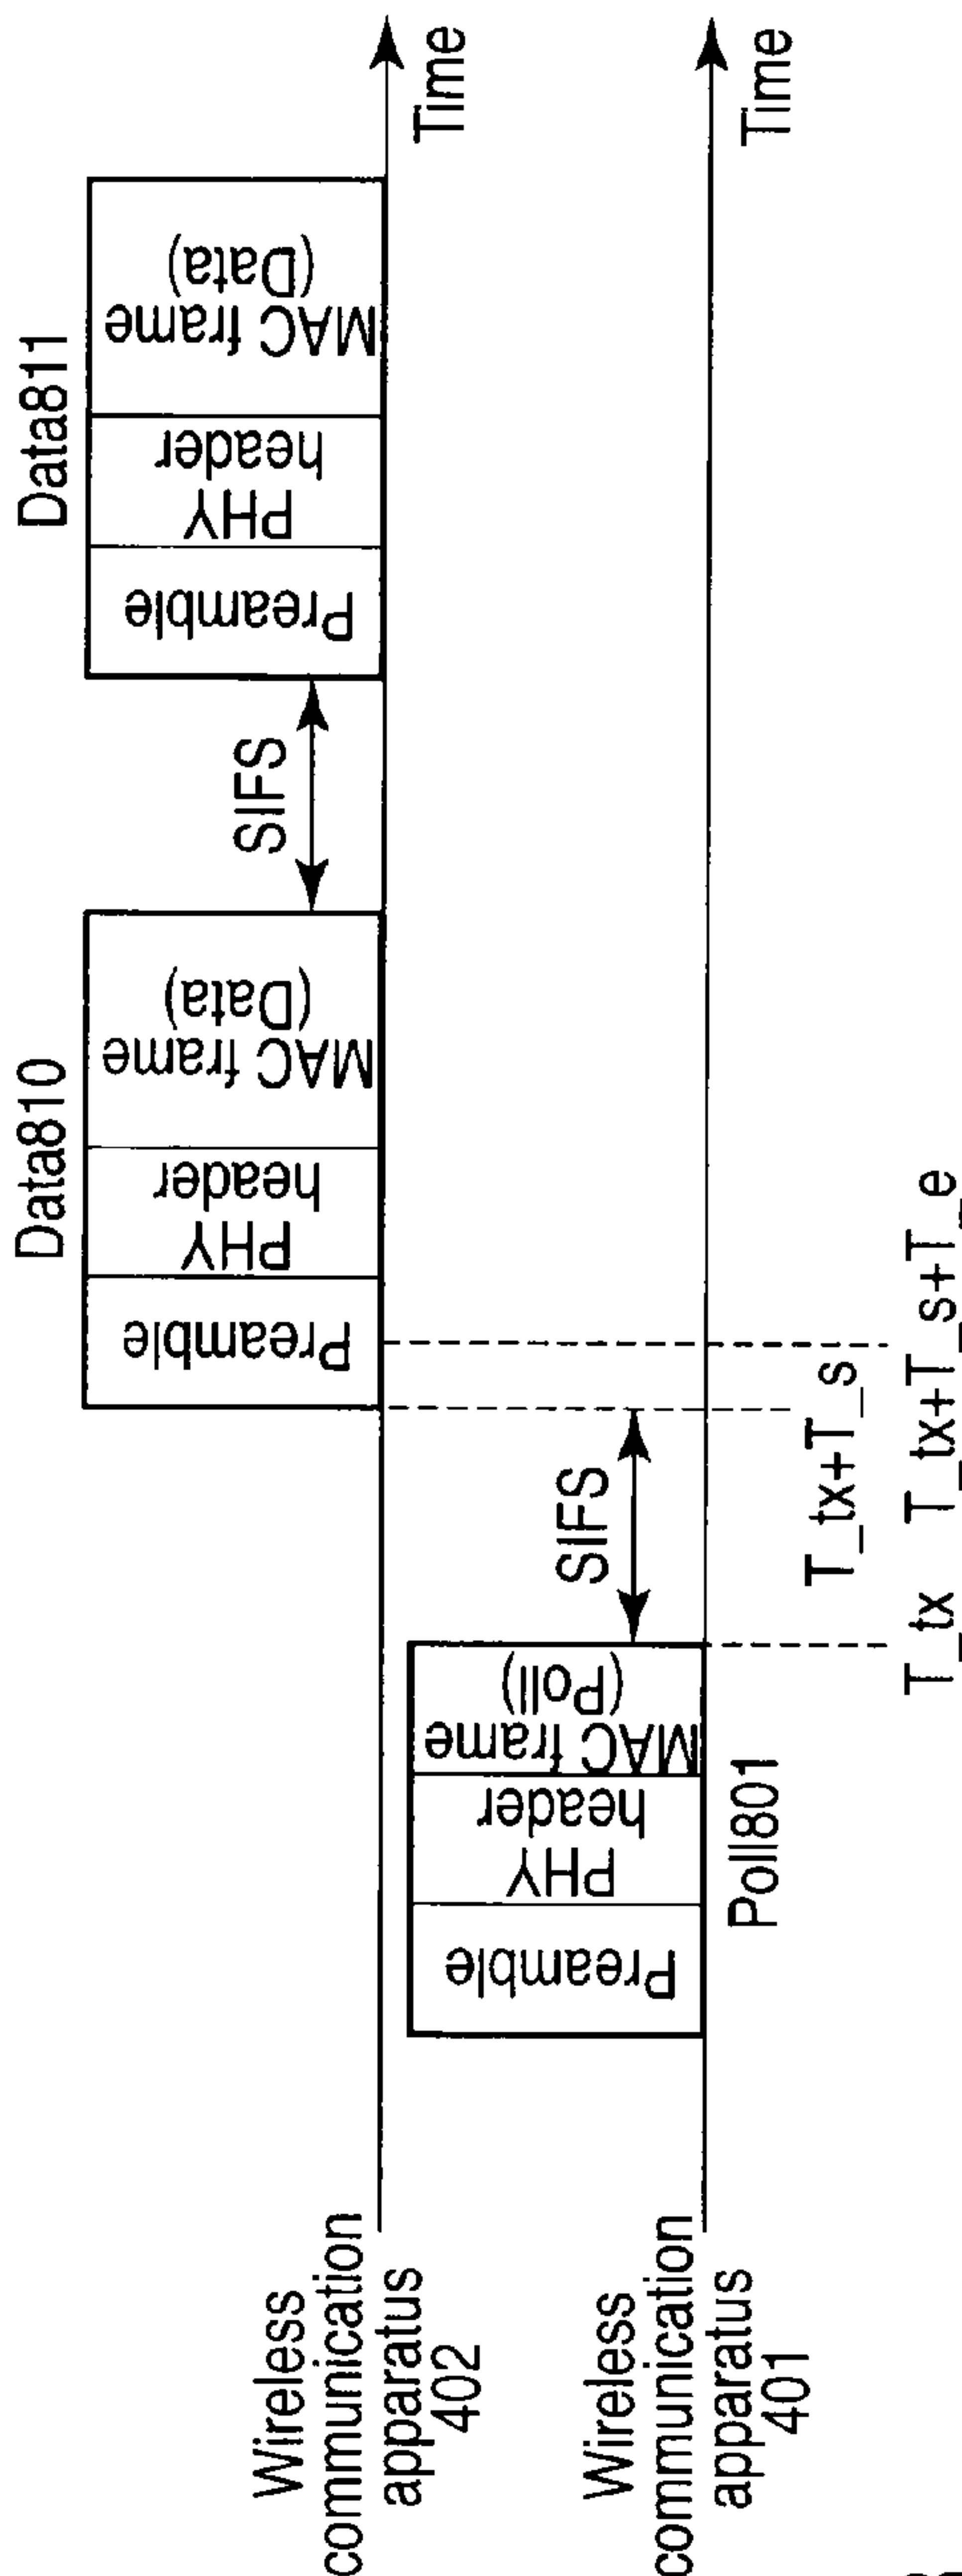 Data810
Data811
Preamble
PHY
header
MAC frame
(Data)
SIFS
Preamble
PHY
header
MAC frame
(Data)
Wireless
communication
apparatus
402
Time
Preamble
PHY
header
MAC frame
(Poll)
SIFS
Wireless
communication
apparatus
401
Time
Poll801
T_tx+T_s
T_tx T_tx+T_s+T_e